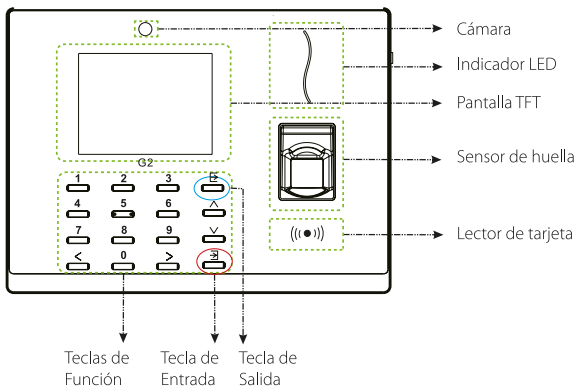 Cámara
Indicador LED
Pantalla TFT
G2
Sensor de huella
1 2 3
4 5 6
7 8 9
< 0 >
Lector de tarjeta
Teclas de Función
Tecla de Entrada
Tecla de Salida